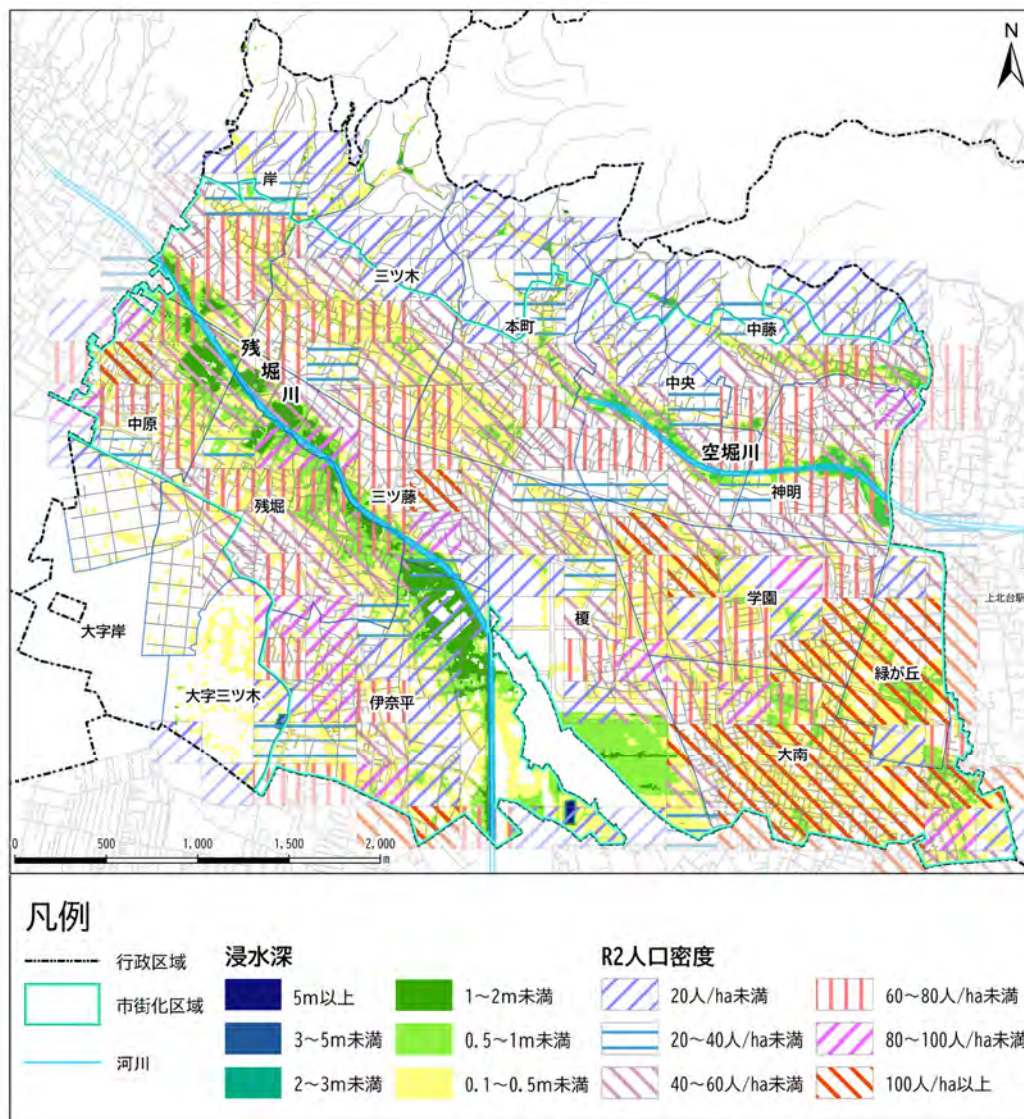 N
岸
三ツ木
本町
中藤
残堀川
中央
中原
空堀川
残堀
三ツ藤
神明
上北台駅
大字岸
榎
学園
緑が丘
大字三ツ木
伊奈平
大南
0 500 1,000 1,500 2,000
m
凡例
行政区域
市街化区域
河川
浸水深
5m以上
3～5m未満
2～3m未満
1～2m未満
0.5～1m未満
0.1～0.5m未満
R2人口密度
20人/ha未満
20～40人/ha未満
40～60人/ha未満
60～80人/ha未満
80～100人/ha未満
100人/ha以上